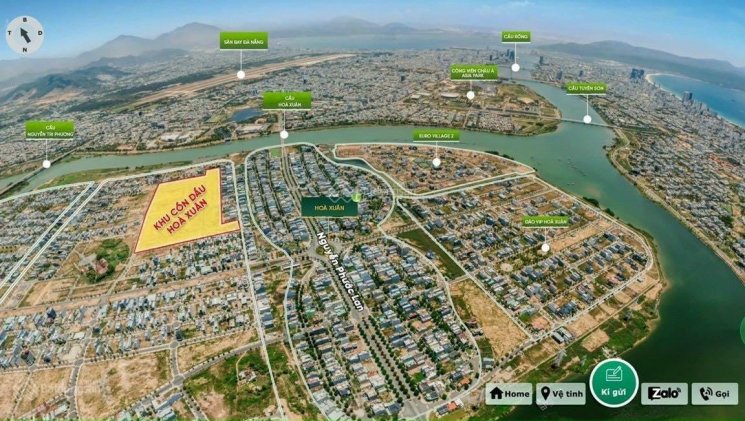 B
T
D
N
SÂN BAY ĐÀ NẴNG
CẦU RỒNG
CÔNG VIÊN CHÂU Á
ASIA PARK
CẦU TUYÊN SƠN
CẦU
HOÀ XUÂN
CẦU
NGUYỄN TRI PHƯƠNG
EURO VILLAGE 2
KHU CỒN DẦU
HOÀ XUÂN
HOÀ XUÂN
ĐẢO VIP HOÀ XUÂN
Nguyễn Phước Lan
Home
Vệ tinh
Kí gửi
Zalo
Gọi